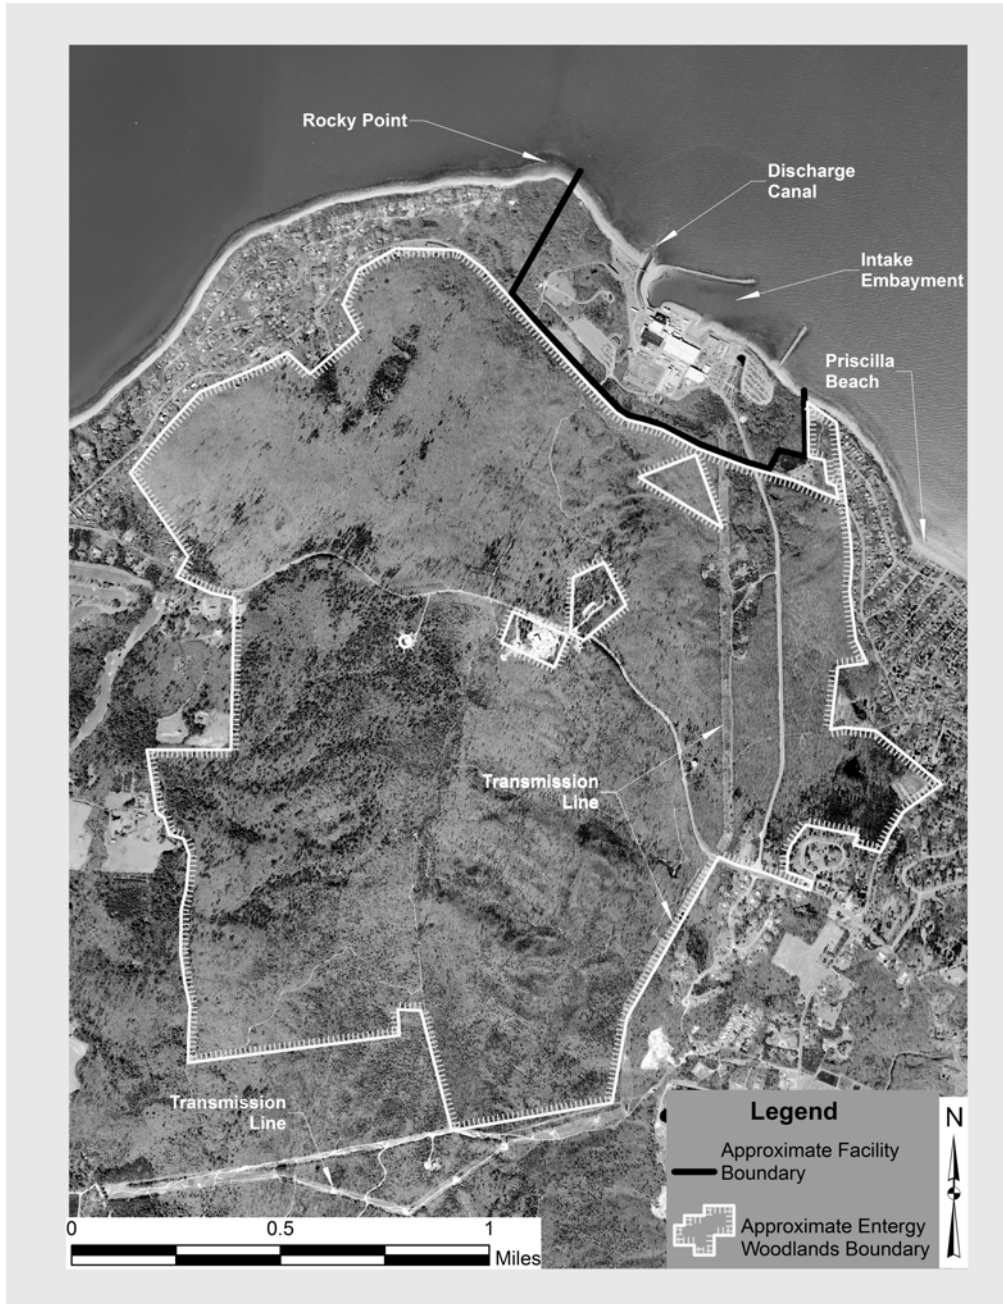 Rocky Point
Discharge
Canal
Intake
Embayment
Priscilla
Beach
Transmission
Line
Transmission
Line
Legend
Approximate Facility
Boundary
Approximate Entergy
Woodlands Boundary
N
0 0.5 1
Miles